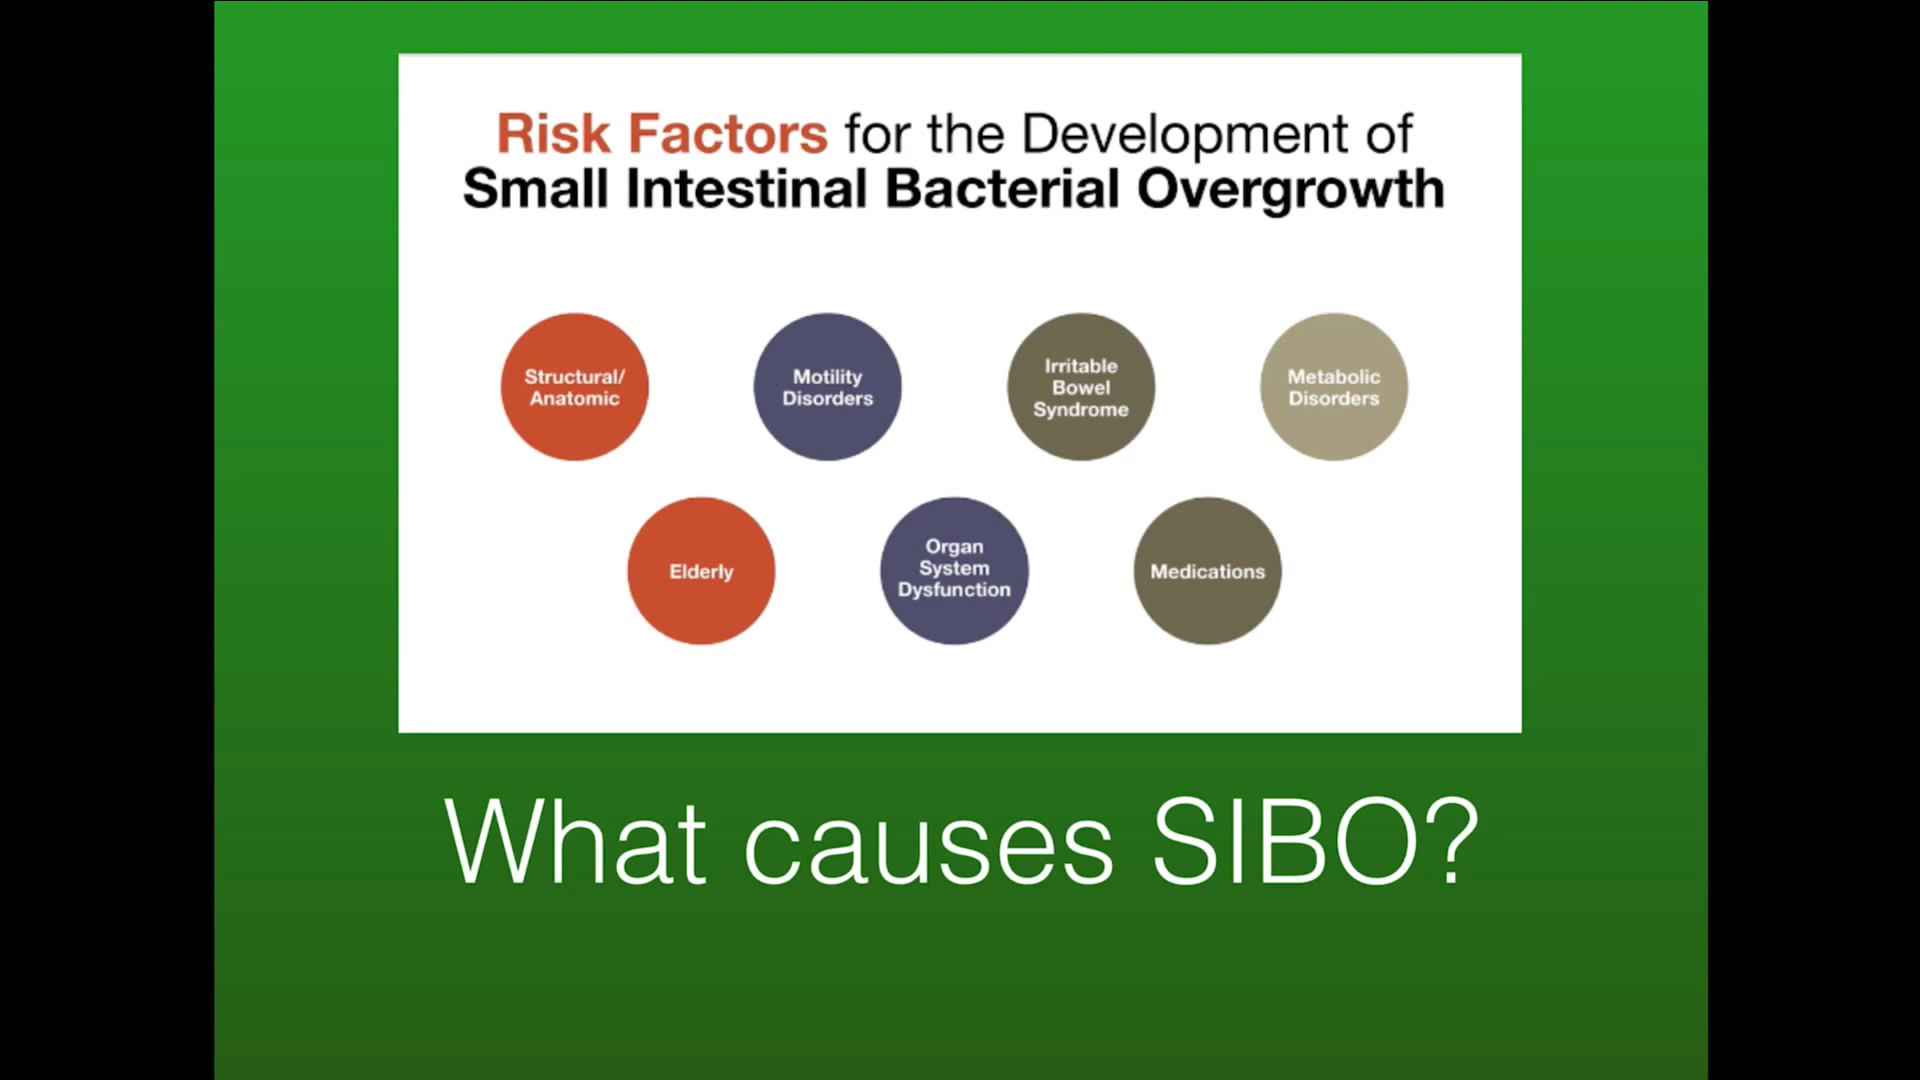 Risk Factors for the Development of
Small Intestinal Bacterial Overgrowth
Structural/
Anatomic
Motility
Disorders
Irritable
Bowel
Syndrome
Metabolic
Disorders
Elderly
Organ
System
Dysfunction
Medications
What causes SIBO?